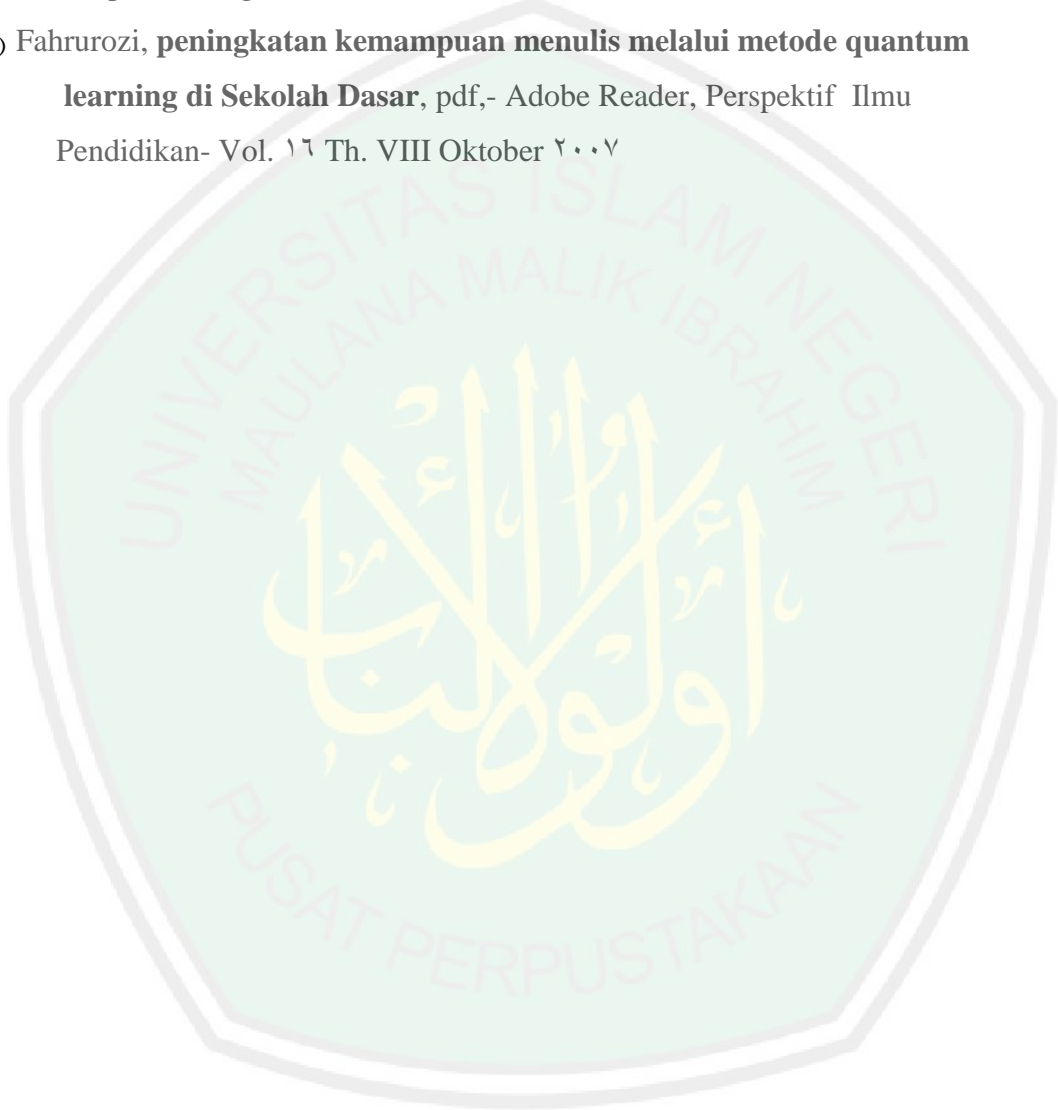 ) Fahrurozi, peningkatan kemampuan menulis melalui metode quantum
learning di Sekolah Dasar, pdf,- Adobe Reader, Perspektif Ilmu
Pendidikan- Vol. ١٦ Th. VIII Oktober ٢٠٠٧
UNIVERSITAS ISLAM NEGERI
MAULANA MALIK IBRAHIM
أولو الألباب
PUSAT PERPUSTAKAAN